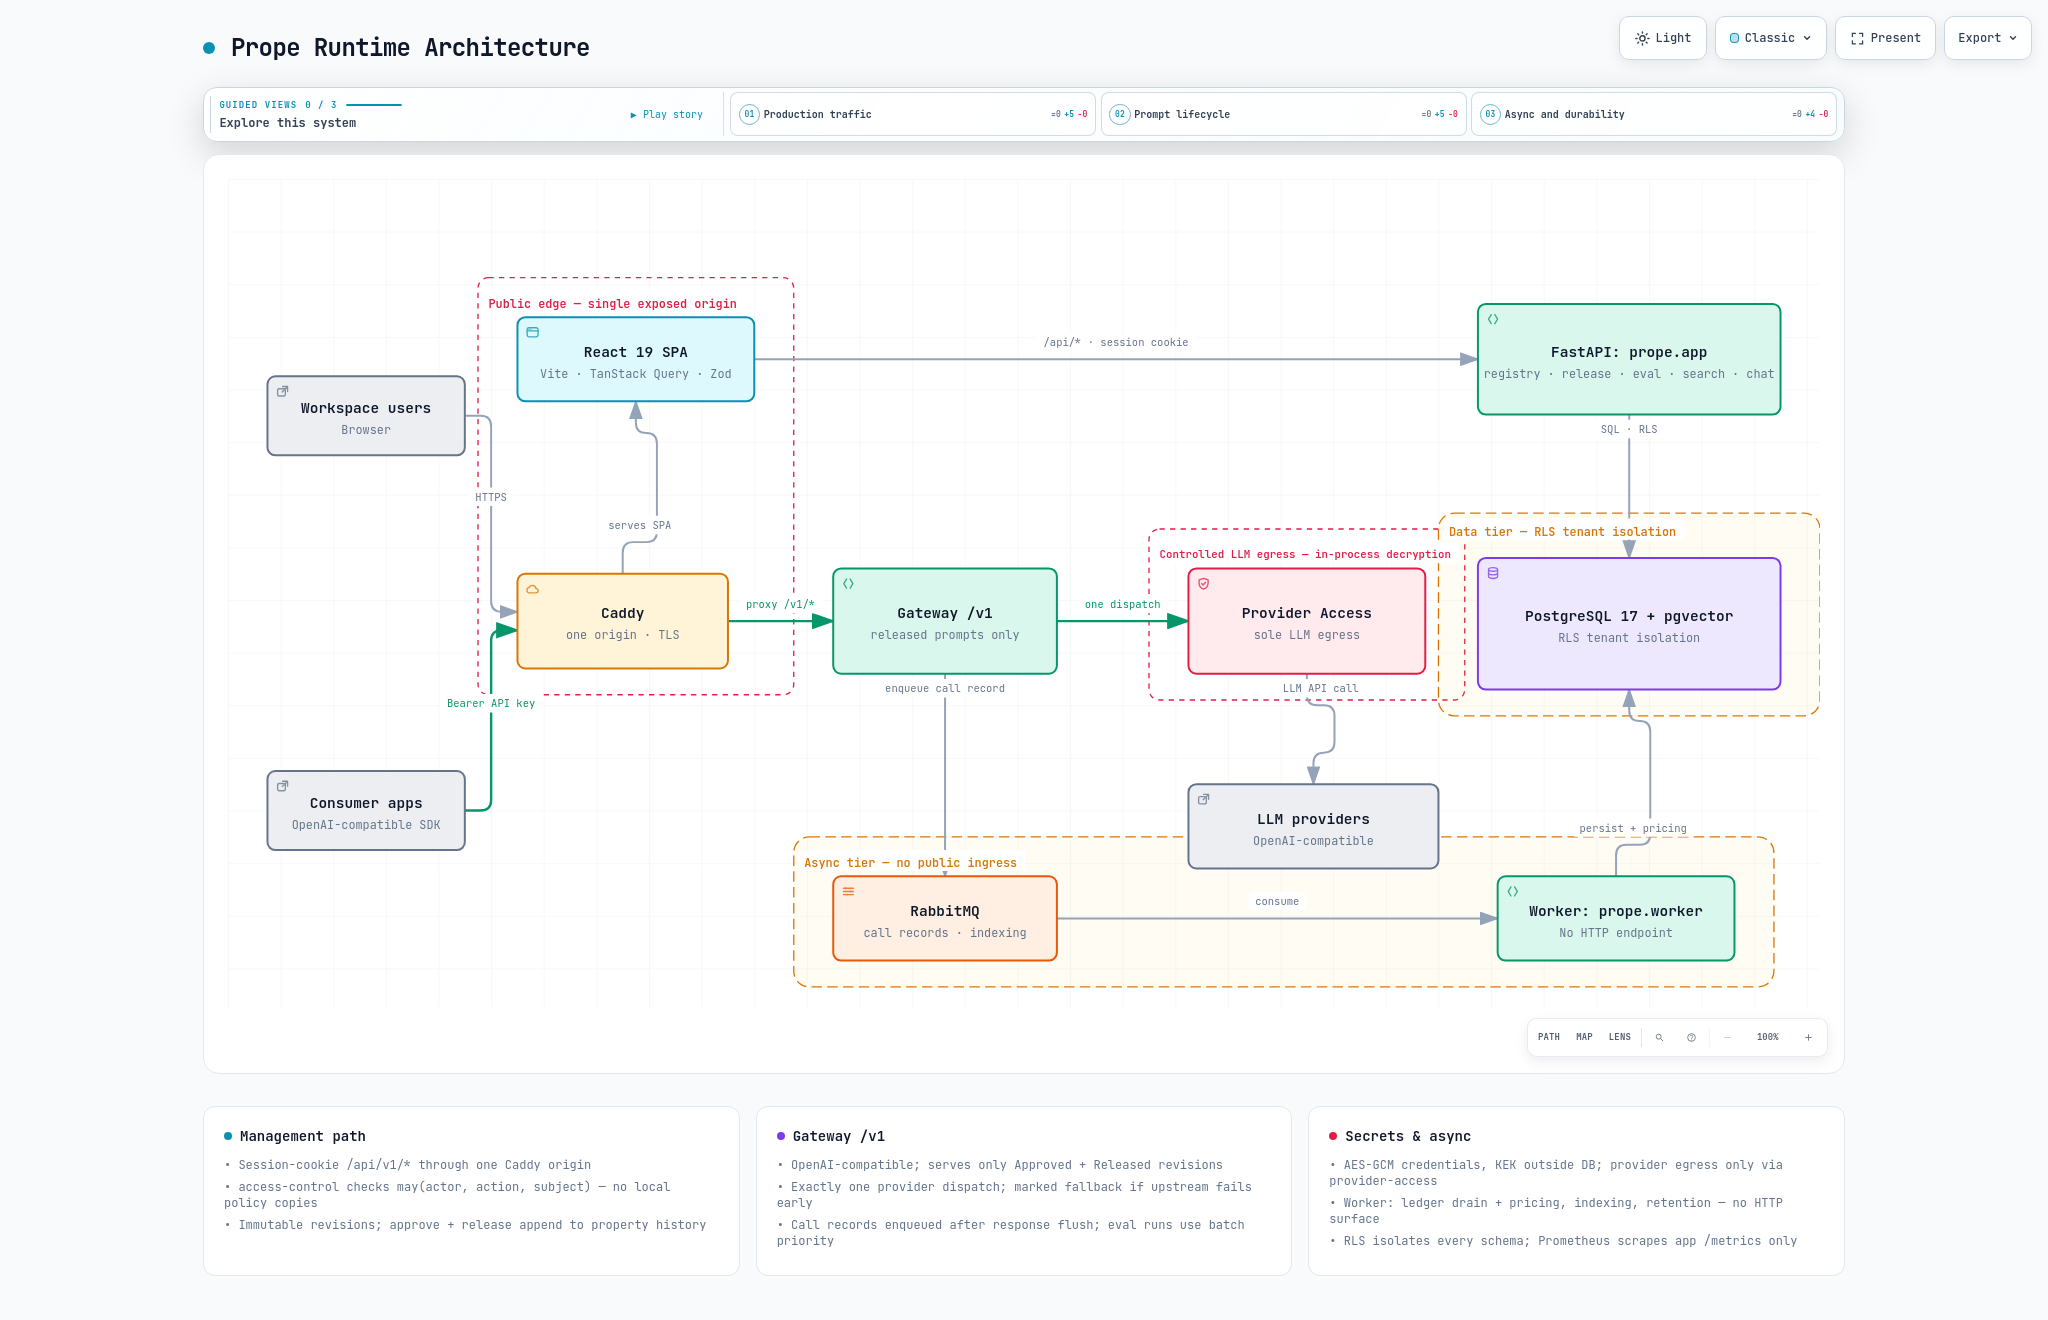 Prope Runtime Architecture
Light
Classic
Present
Export
GUIDED VIEWS 0 / 3
Explore this system
▶ Play story
01 Production traffic =0 +5 -0
02 Prompt lifecycle =0 +5 -0
03 Async and durability =0 +4 -0
Public edge — single exposed origin
React 19 SPA
Vite · TanStack Query · Zod
/api/* · session cookie
FastAPI: prope.app
registry · release · eval · search · chat
Workspace users
Browser
SQL · RLS
HTTPS
serves SPA
Data tier — RLS tenant isolation
Controlled LLM egress — in-process decryption
Caddy
one origin · TLS
proxy /v1/*
Gateway /v1
released prompts only
one dispatch
Provider Access
sole LLM egress
PostgreSQL 17 + pgvector
RLS tenant isolation
enqueue call record
LLM API call
Bearer API key
Consumer apps
OpenAI-compatible SDK
LLM providers
OpenAI-compatible
persist + pricing
Async tier — no public ingress
RabbitMQ
call records · indexing
consume
Worker: prope.worker
No HTTP endpoint
PATH MAP LENS — 100% +
Management path
• Session-cookie /api/v1/* through one Caddy origin
• access-control checks may(actor, action, subject) — no local
policy copies
• Immutable revisions; approve + release append to property history
Gateway /v1
• OpenAI-compatible; serves only Approved + Released revisions
• Exactly one provider dispatch; marked fallback if upstream fails
early
• Call records enqueued after response flush; eval runs use batch
priority
Secrets & async
• AES-GCM credentials, KEK outside DB; provider egress only via
provider-access
• Worker: ledger drain + pricing, indexing, retention — no HTTP
surface
• RLS isolates every schema; Prometheus scrapes app /metrics only